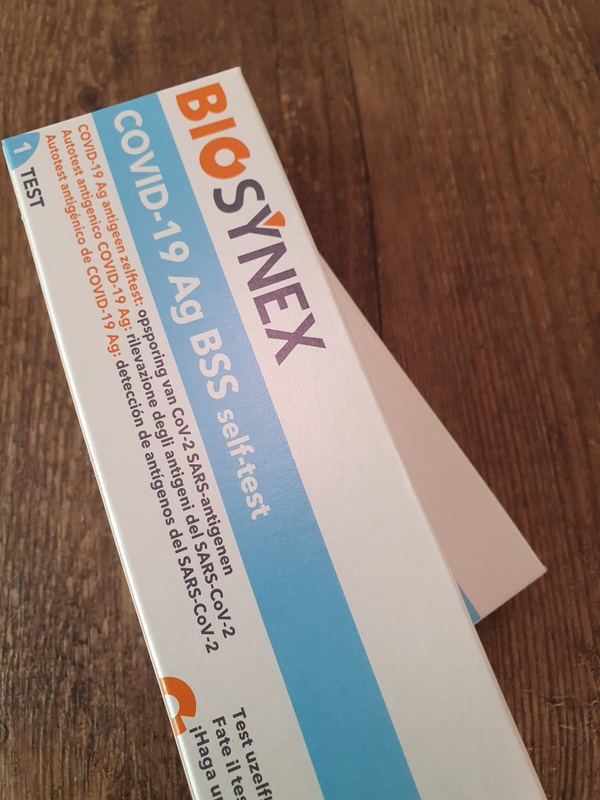 BIOSYNEX
COVID-19 Ag BSS self-test
COVID-19 Ag antigeen zelftest: opsporing van CoV-2 SARS-antigenen
Autotest antigenico COVID-19 Ag: rilevazione degli antigeni del SARS-CoV-2
Autotest antigénico de COVID-19 Ag: detección de antígenos del SARS-CoV-2
1 TEST
Test
Fate il
¡Haga